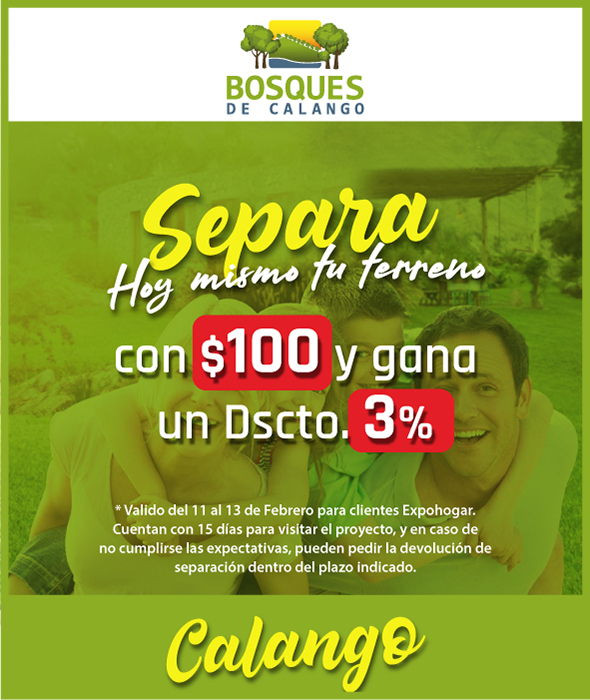 BOSQUES
DE CALANGO
Separa
Hoy mismo tu terreno
con $100 y gana
un Dscto. 3%
* Valido del 11 al 13 de Febrero para clientes Expohogar.
Cuentan con 15 días para visitar el proyecto, y en caso de
no cumplirse las expectativas, pueden pedir la devolución de
separación dentro del plazo indicado.
Calango